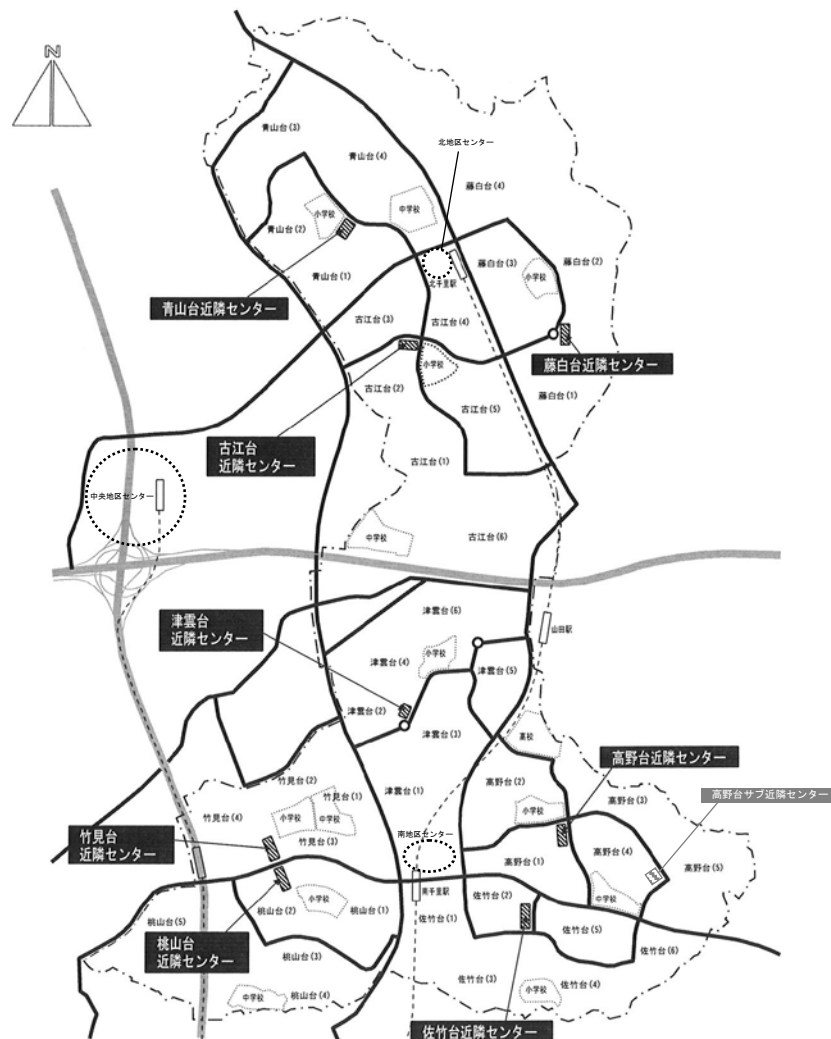 N
青山台(3)
北地区センター
青山台(4)
藤白台(4)
小学校
中学校
青山台(2)
藤白台(3)
藤白台(2)
青山台(1)
小学校
北千里駅
青山台近隣センター
古江台(3)
古江台(4)
藤白台近隣センター
小学校
古江台(2)
藤白台(1)
古江台(5)
古江台
近隣センター
古江台(1)
中央地区センター
中学校
古江台(6)
津雲台
近隣センター
津雲台(6)
山田駅
小学校
津雲台(4)
津雲台(5)
津雲台(2)
津雲台(3)
高校
高野台近隣センター
竹見台(2)
高野台(2)
津雲台(1)
竹見台(1)
高野台(3)
高野台サブ近隣センター
竹見台(4)
小学校
中学校
小学校
南地区センター
竹見台
近隣センター
竹見台(3)
高野台(4)
高野台(1)
高野台(5)
南千里駅
佐竹台(2)
小学校
中学校
桃山台(5)
桃山台(2)
桃山台(1)
佐竹台(1)
佐竹台(5)
桃山台
近隣センター
桃山台(3)
佐竹台(6)
佐竹台(3)
佐竹台(4)
小学校
中学校
桃山台(4)
佐竹台近隣センター